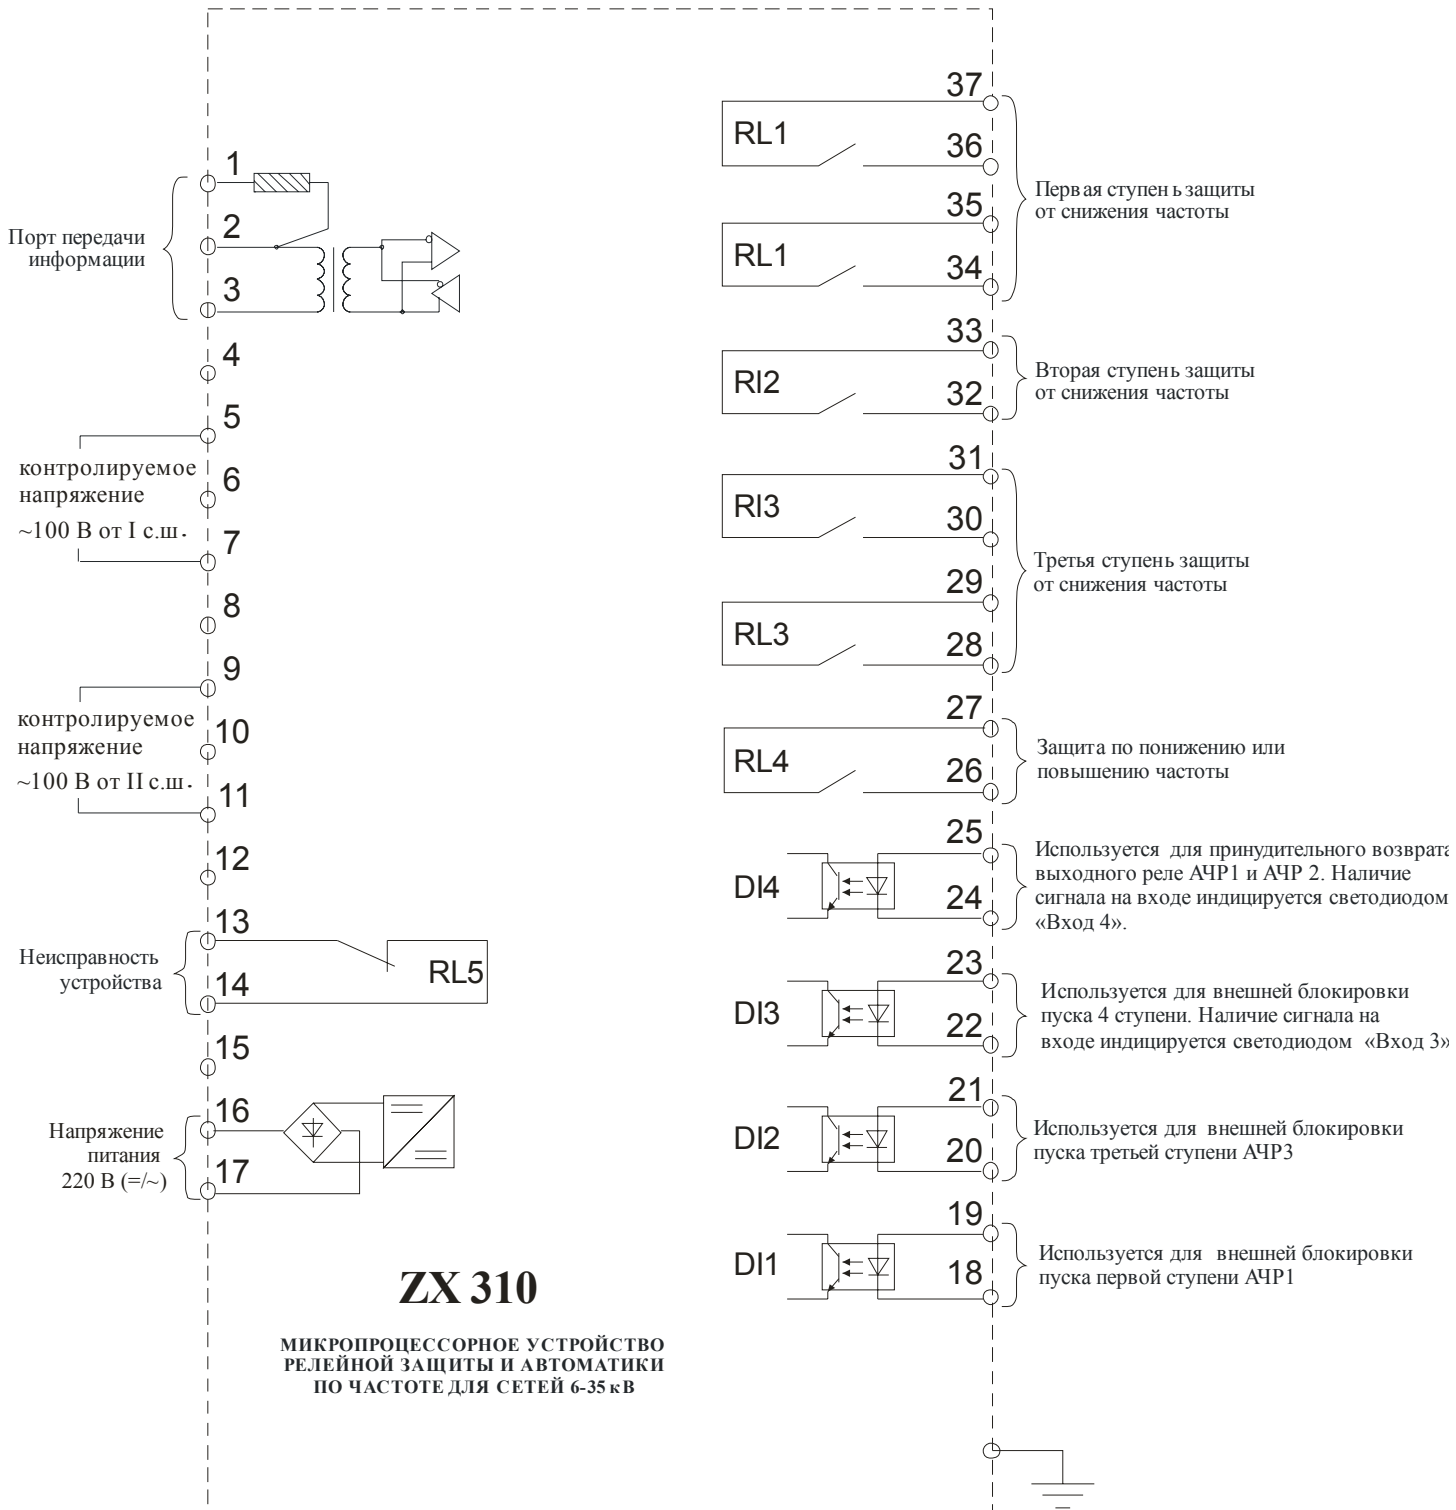 1
2
3
Порт передачи
информации
4
5
6
7
контролируемое
напряжение
~100 В от I с.ш.
8
9
10
11
контролируемое
напряжение
~100 В от II с.ш.
12
13
14
Неисправность
устройства
RL5
15
16
17
Напряжение
питания
220 В (=/~)
ZX 310
МИКРОПРОЦЕССОРНОЕ УСТРОЙСТВО
РЕЛЕЙНОЙ ЗАЩИТЫ И АВТОМАТИКИ
ПО ЧАСТОТЕ ДЛЯ СЕТЕЙ 6-35 кВ
37
RL1
36
35
RL1
34
Первая ступень защиты
от снижения частоты
33
RI2
32
Вторая ступень защиты
от снижения частоты
31
RI3
30
29
RL3
28
Третья ступень защиты
от снижения частоты
27
RL4
26
Защита по понижению или
повышению частоты
25
DI4
24
Используется для принудительного возврата
выходного реле АЧР1 и АЧР 2. Наличие
сигнала на входе индицируется светодиодом
«Вход 4».
23
DI3
22
Используется для внешней блокировки
пуска 4 ступени. Наличие сигнала на
входе индицируется светодиодом «Вход 3»
21
DI2
20
Используется для внешней блокировки
пуска третьей ступени АЧР3
19
DI1
18
Используется для внешней блокировки
пуска первой ступени АЧР1